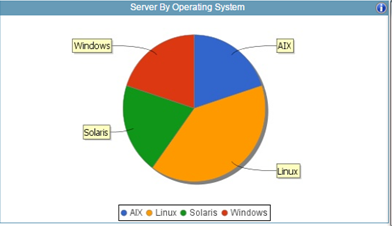 Server By Operating System
Windows
AIX
Solaris
Linux
AIX Linux Solaris Windows